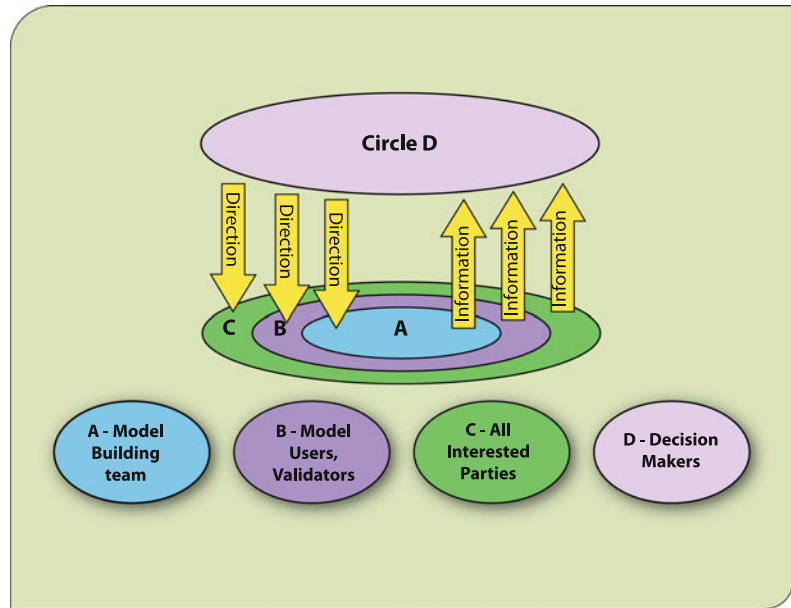 Circle D
Direction
Direction
Direction
Information
Information
Information
C
B
A
A - Model
Building
team
B - Model
Users,
Validators
C - All
Interested
Parties
D - Decision
Makers